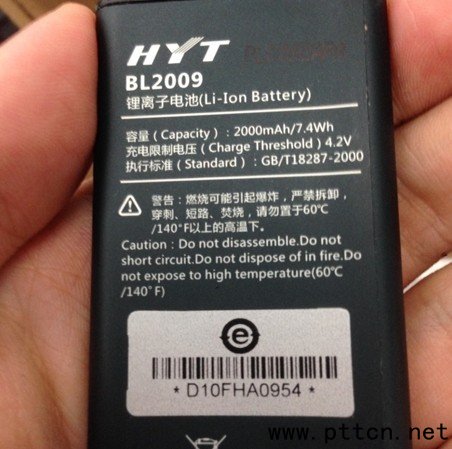 HYT
BL2009
锂离子电池(Li-Ion Battery)
容量(Capacity):2000mAh/7.4Wh
充电限制电压(Charge Threshold)4.2V
执行标准(Standard):GB/T18287-2000
警告:燃烧可能引起爆炸,严禁拆卸,
穿刺、短路、焚烧,请勿置于60℃
/140°F以上的高温下。
Caution:Do not disassemble.Do not
short circuit.Do not dispose of in fire.Do
not expose to high temperature(60℃
/140°F)
e
* D10FHA0954 *
www.pttcn.net